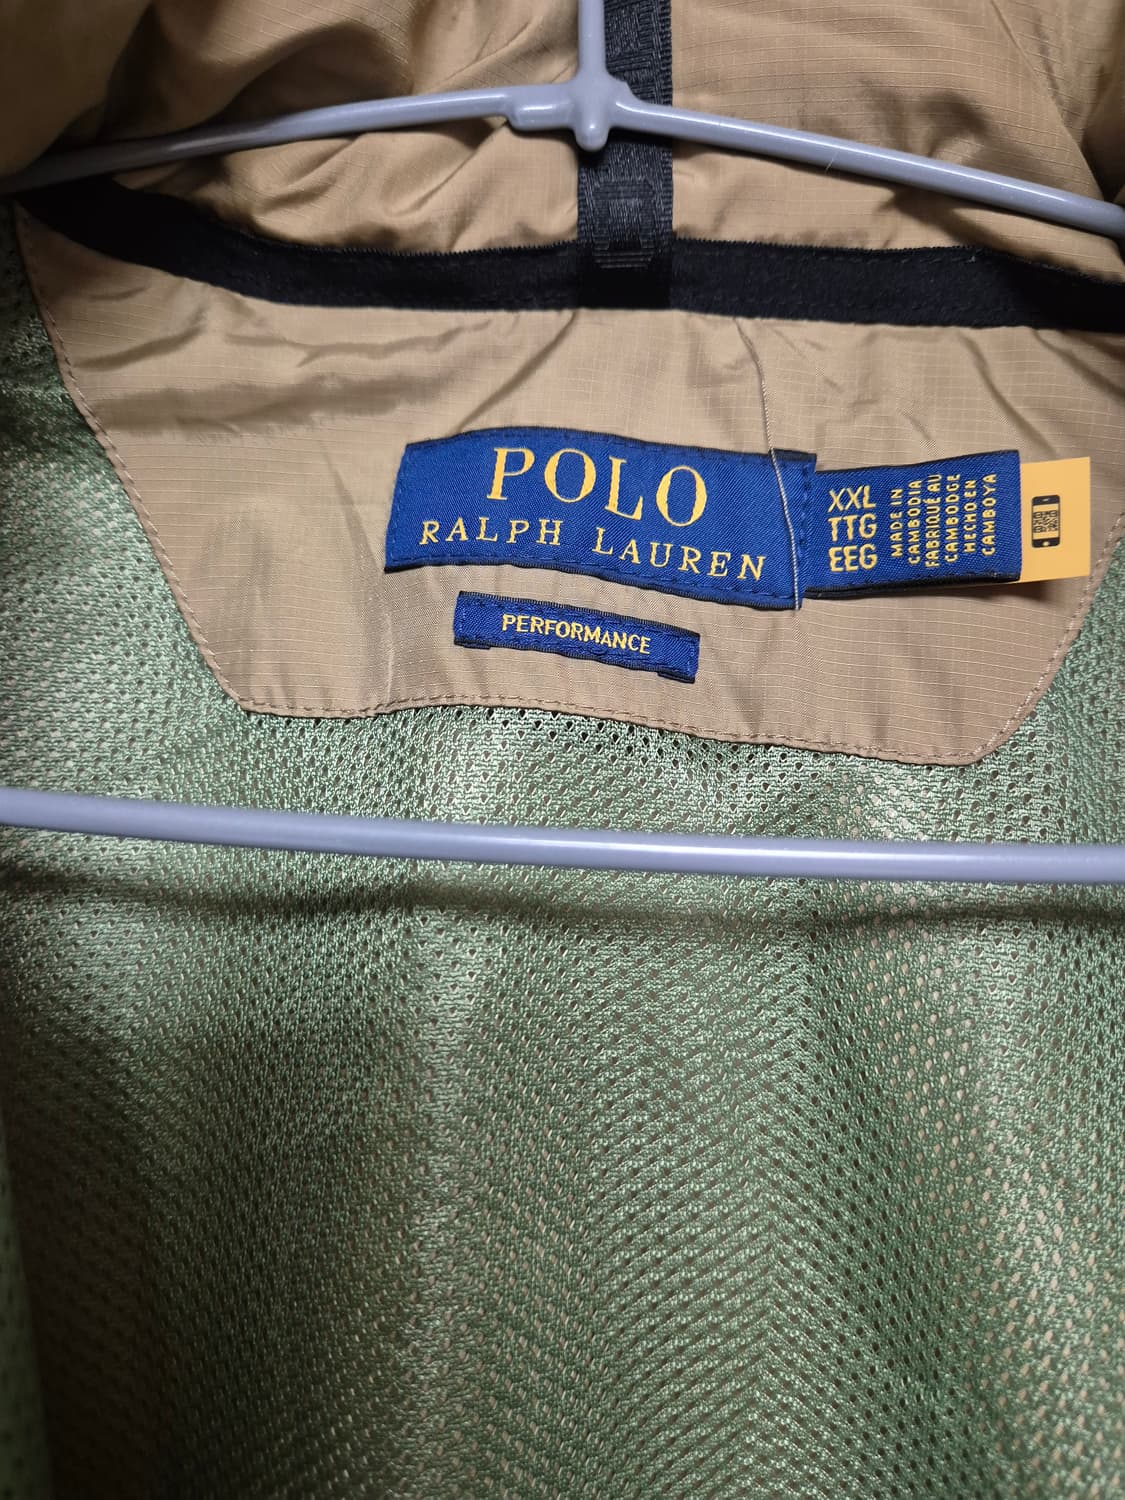 POLO
RALPH LAUREN
PERFORMANCE
XXL
TTG
EEG
MADE IN
CAMBODIA
FABRIQUÉ AU
CAMBODGE
HECHO EN
CAMBOYA